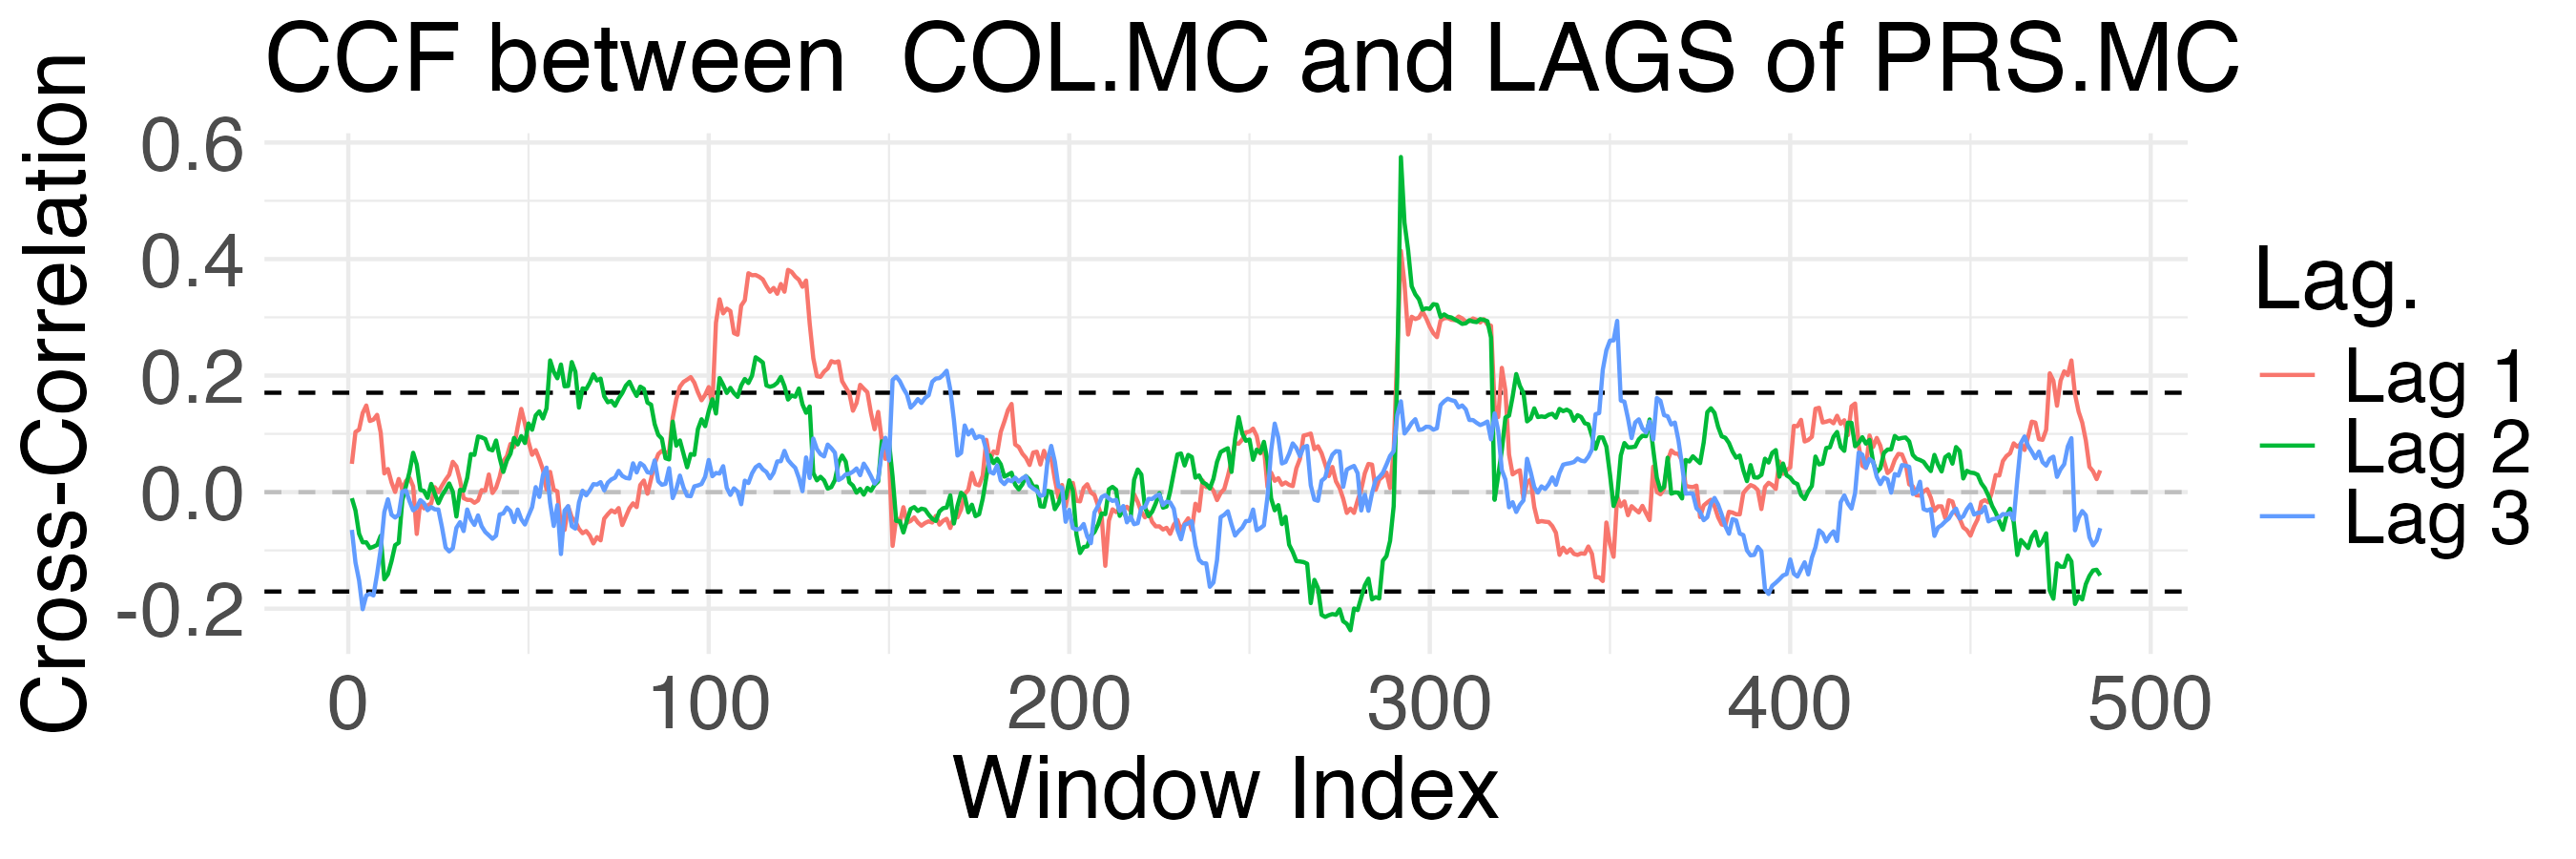 CCF between  COL.MC and LAGS of PRS.MC
Cross-Correlation
0.6
0.4
0.2
0.0
-0.2
0 100 200 300 400 500
Window Index
Lag.
Lag 1
Lag 2
Lag 3